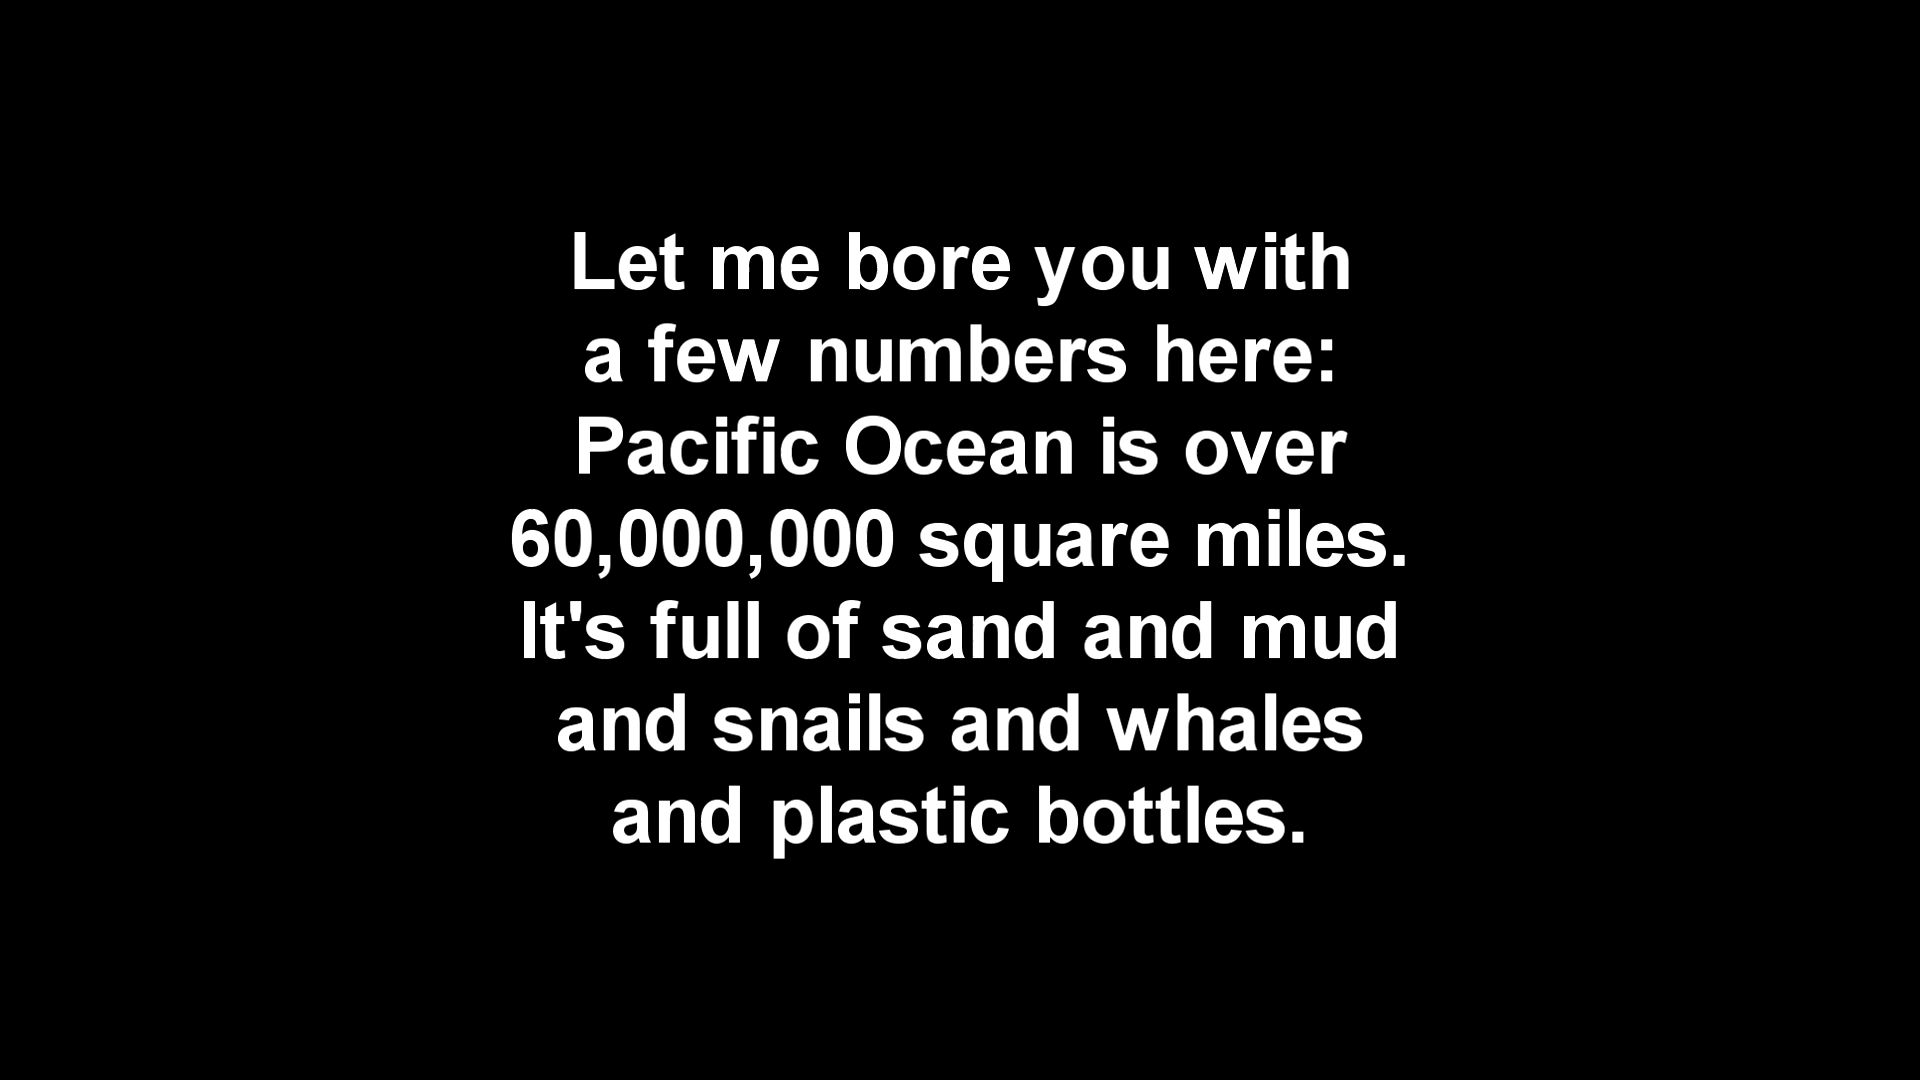 Let me bore you with
a few numbers here:
Pacific Ocean is over
60,000,000 square miles.
It's full of sand and mud
and snails and whales
and plastic bottles.